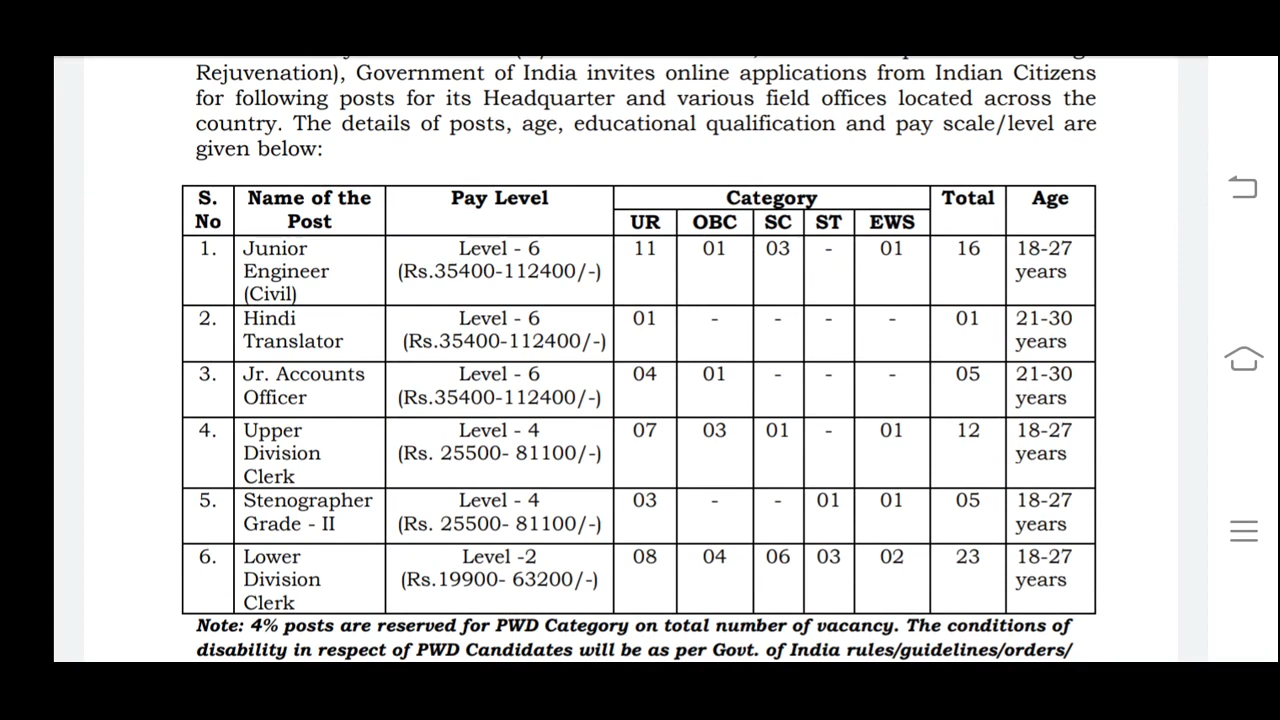 Rejuvenation), Government of India invites online applications from Indian Citizens
for following posts for its Headquarter and various field offices located across the
country. The details of posts, age, educational qualification and pay scale/level are
given below:
S. No | Name of the Post | Pay Level | Category | Total | Age
UR | OBC | SC | ST | EWS
1. | Junior Engineer (Civil) | Level - 6 (Rs.35400-112400/-) | 11 | 01 | 03 | - | 01 | 16 | 18-27 years
2. | Hindi Translator | Level - 6 (Rs.35400-112400/-) | 01 | - | - | - | - | 01 | 21-30 years
3. | Jr. Accounts Officer | Level - 6 (Rs.35400-112400/-) | 04 | 01 | - | - | - | 05 | 21-30 years
4. | Upper Division Clerk | Level - 4 (Rs. 25500- 81100/-) | 07 | 03 | 01 | - | 01 | 12 | 18-27 years
5. | Stenographer Grade - II | Level - 4 (Rs. 25500- 81100/-) | 03 | - | - | 01 | 01 | 05 | 18-27 years
6. | Lower Division Clerk | Level -2 (Rs.19900- 63200/-) | 08 | 04 | 06 | 03 | 02 | 23 | 18-27 years
Note: 4% posts are reserved for PWD Category on total number of vacancy. The conditions of
disability in respect of PWD Candidates will be as per Govt. of India rules/guidelines/orders/